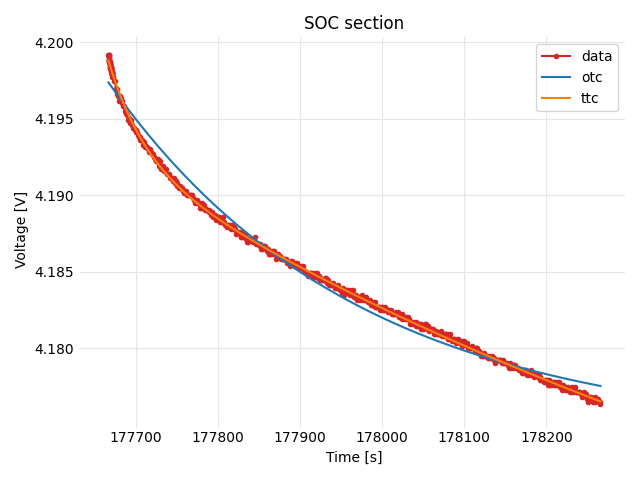 SOC section
4.200
4.195
4.190
4.185
4.180
Voltage [V]
data
otc
ttc
177700
177800
177900
178000
178100
178200
Time [s]